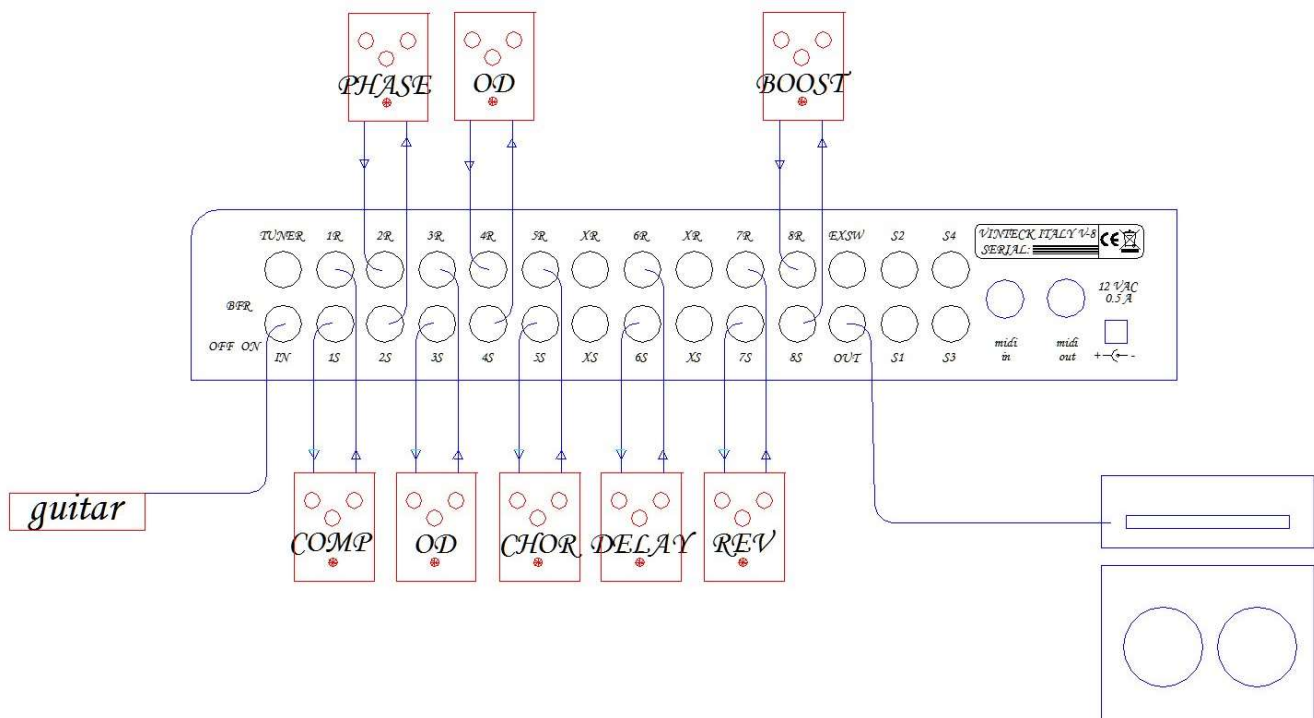 PHASE
OD
BOOST
TUNER 1R 2R 3R 4R 5R XR 6R XR 7R 8R EXSW S2 S4
VINTECK ITALY V-8
SERIAL:
CE
12 VAC
0.5 A
BFR
OFF ON
IN 1S 2S 3S 4S 5S XS 6S XS 7S 8S OUT S1 S3
midi
in
midi
out
+ -
guitar
COMP
OD
CHOR
DELAY
REV